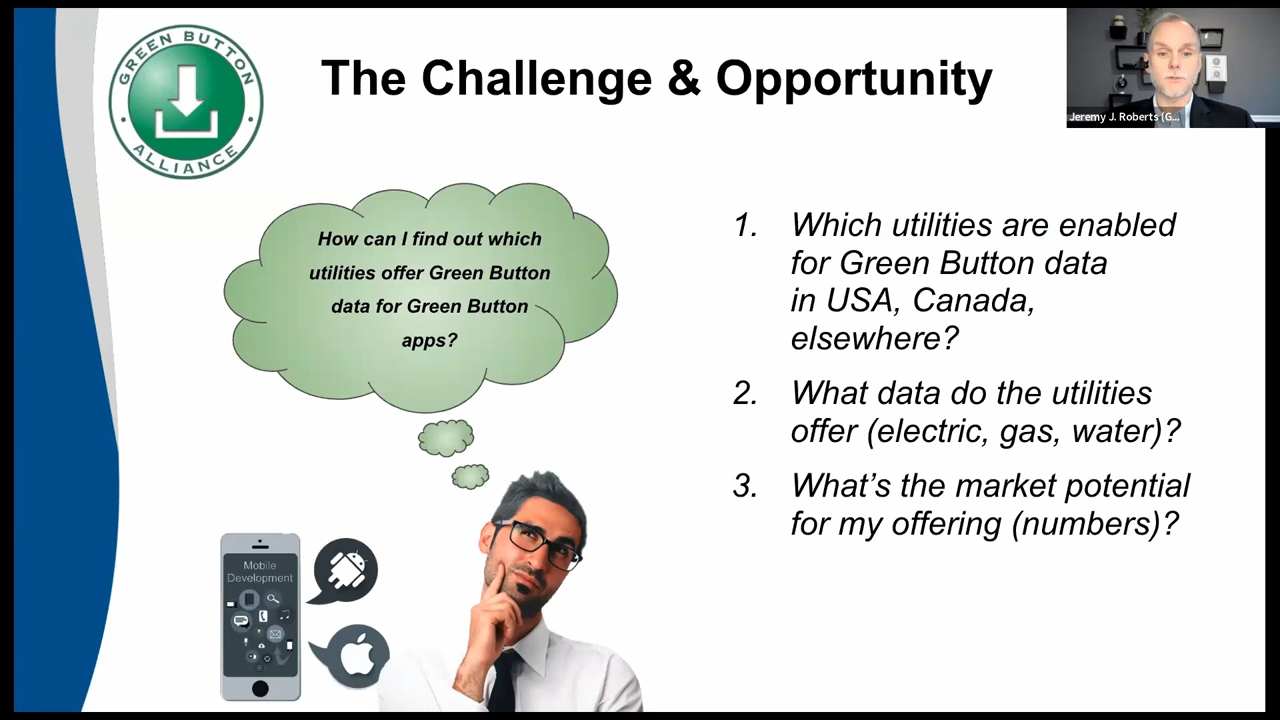 GREEN BUTTON
ALLIANCE
The Challenge & Opportunity
Jeremy J. Roberts (G...
How can I find out which
utilities offer Green Button
data for Green Button
apps?
1. Which utilities are enabled
for Green Button data
in USA, Canada,
elsewhere?
2. What data do the utilities
offer (electric, gas, water)?
3. What’s the market potential
for my offering (numbers)?
Mobile
Development